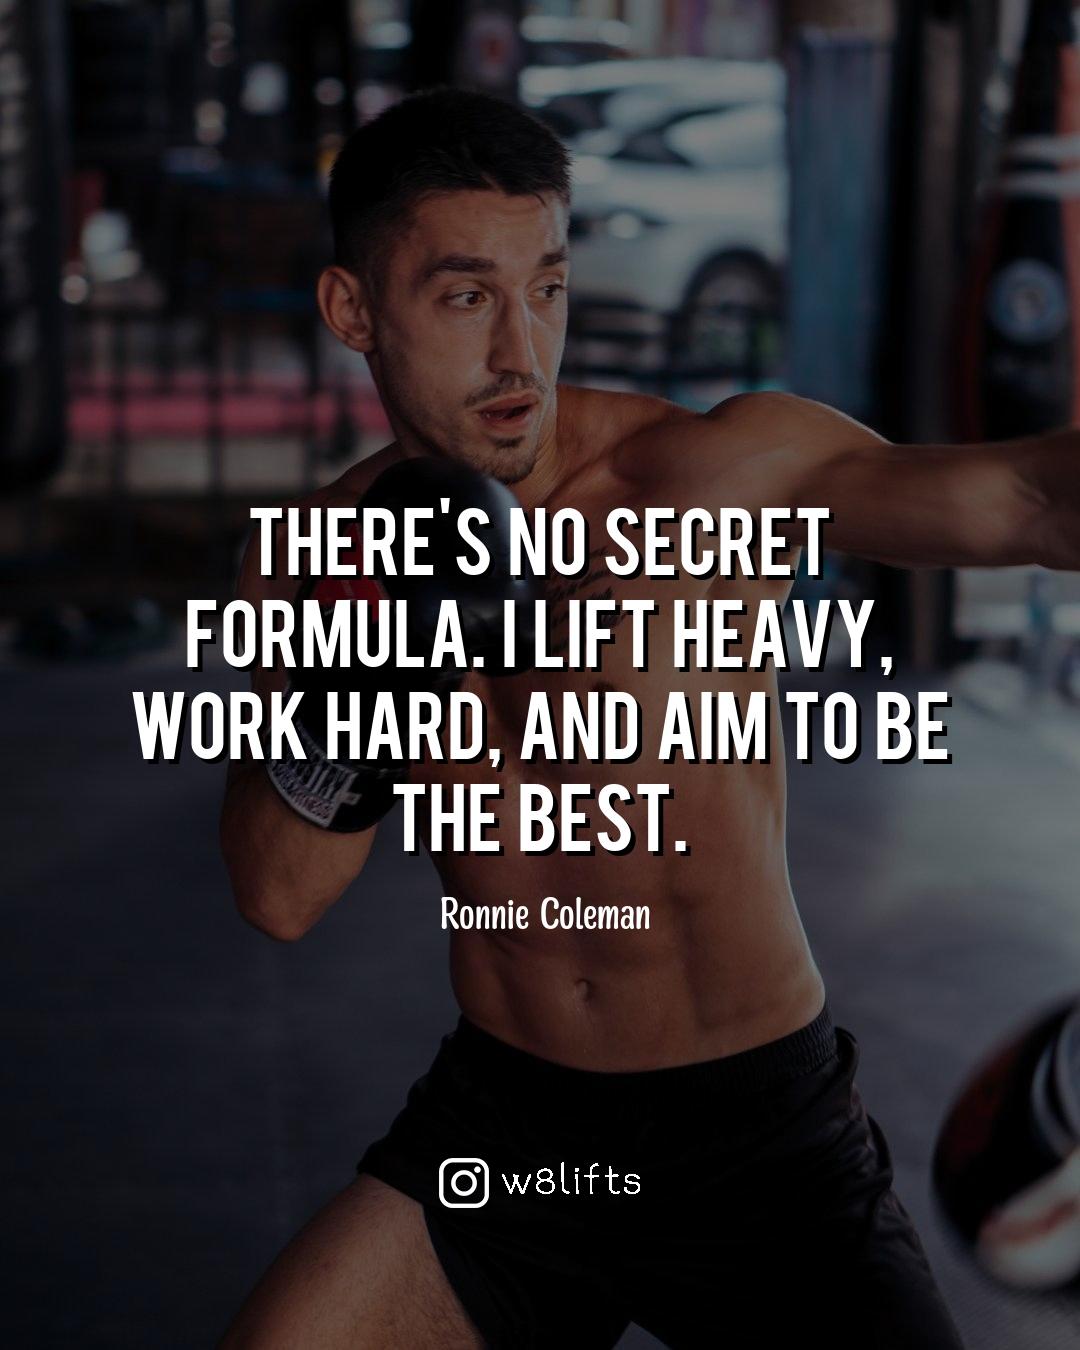 THERE'S NO SECRET
FORMULA. I LIFT HEAVY,
WORK HARD, AND AIM TO BE
THE BEST.
Ronnie Coleman
w8lifts